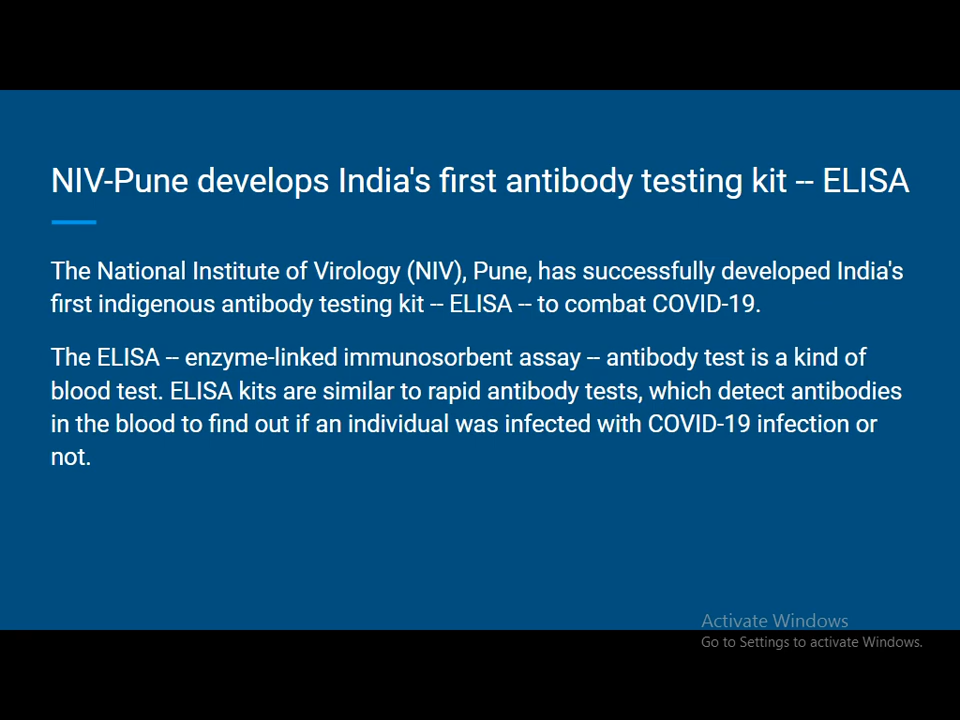 NIV-Pune develops India's first antibody testing kit -- ELISA
The National Institute of Virology (NIV), Pune, has successfully developed India's
first indigenous antibody testing kit -- ELISA -- to combat COVID-19.
The ELISA -- enzyme-linked immunosorbent assay -- antibody test is a kind of
blood test. ELISA kits are similar to rapid antibody tests, which detect antibodies
in the blood to find out if an individual was infected with COVID-19 infection or
not.
Activate Windows
Go to Settings to activate Windows.